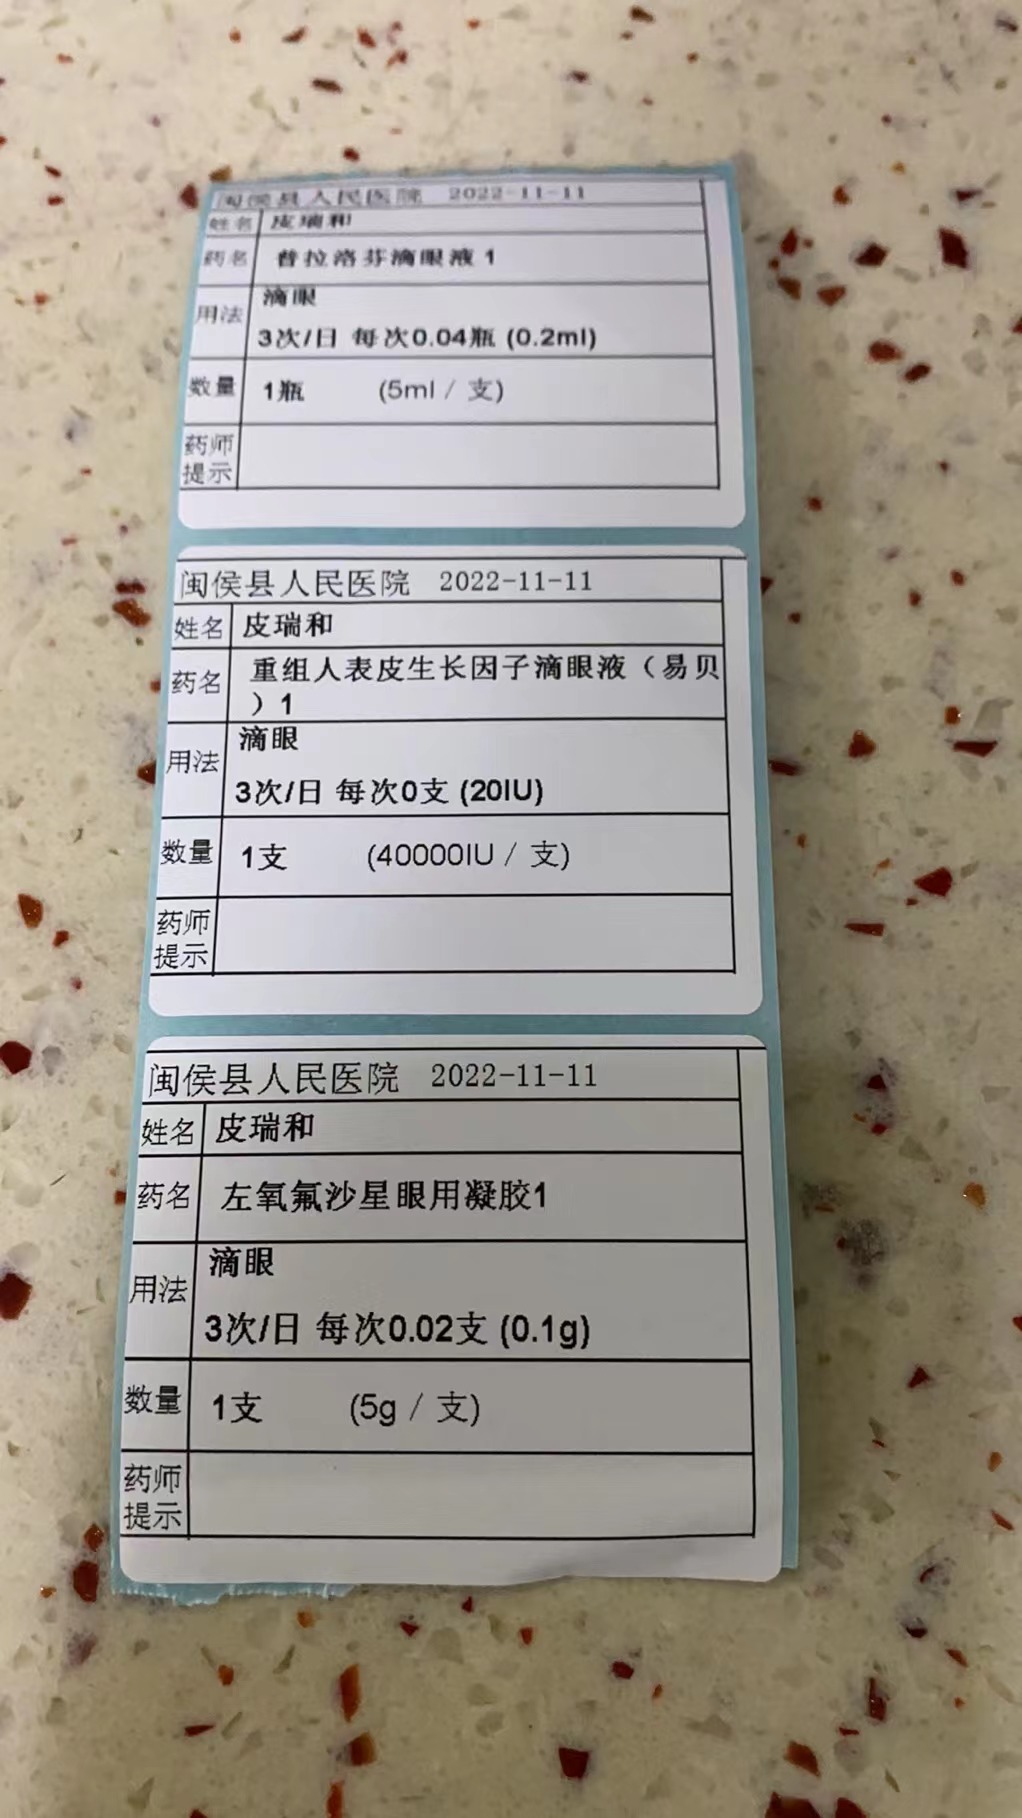 闽侯县人民医院 2022-11-11
姓名 皮瑞和
药名 普拉洛芬滴眼液1
用法 滴眼
3次/日 每次0.04瓶 (0.2ml)
数量 1瓶 (5ml / 支)
药师
提示
闽侯县人民医院 2022-11-11
姓名 皮瑞和
药名 重组人表皮生长因子滴眼液（易贝
）1
用法 滴眼
3次/日 每次0支 (20IU)
数量 1支 (40000IU / 支)
药师
提示
闽侯县人民医院 2022-11-11
姓名 皮瑞和
药名 左氧氟沙星眼用凝胶1
用法 滴眼
3次/日 每次0.02支 (0.1g)
数量 1支 (5g / 支)
药师
提示